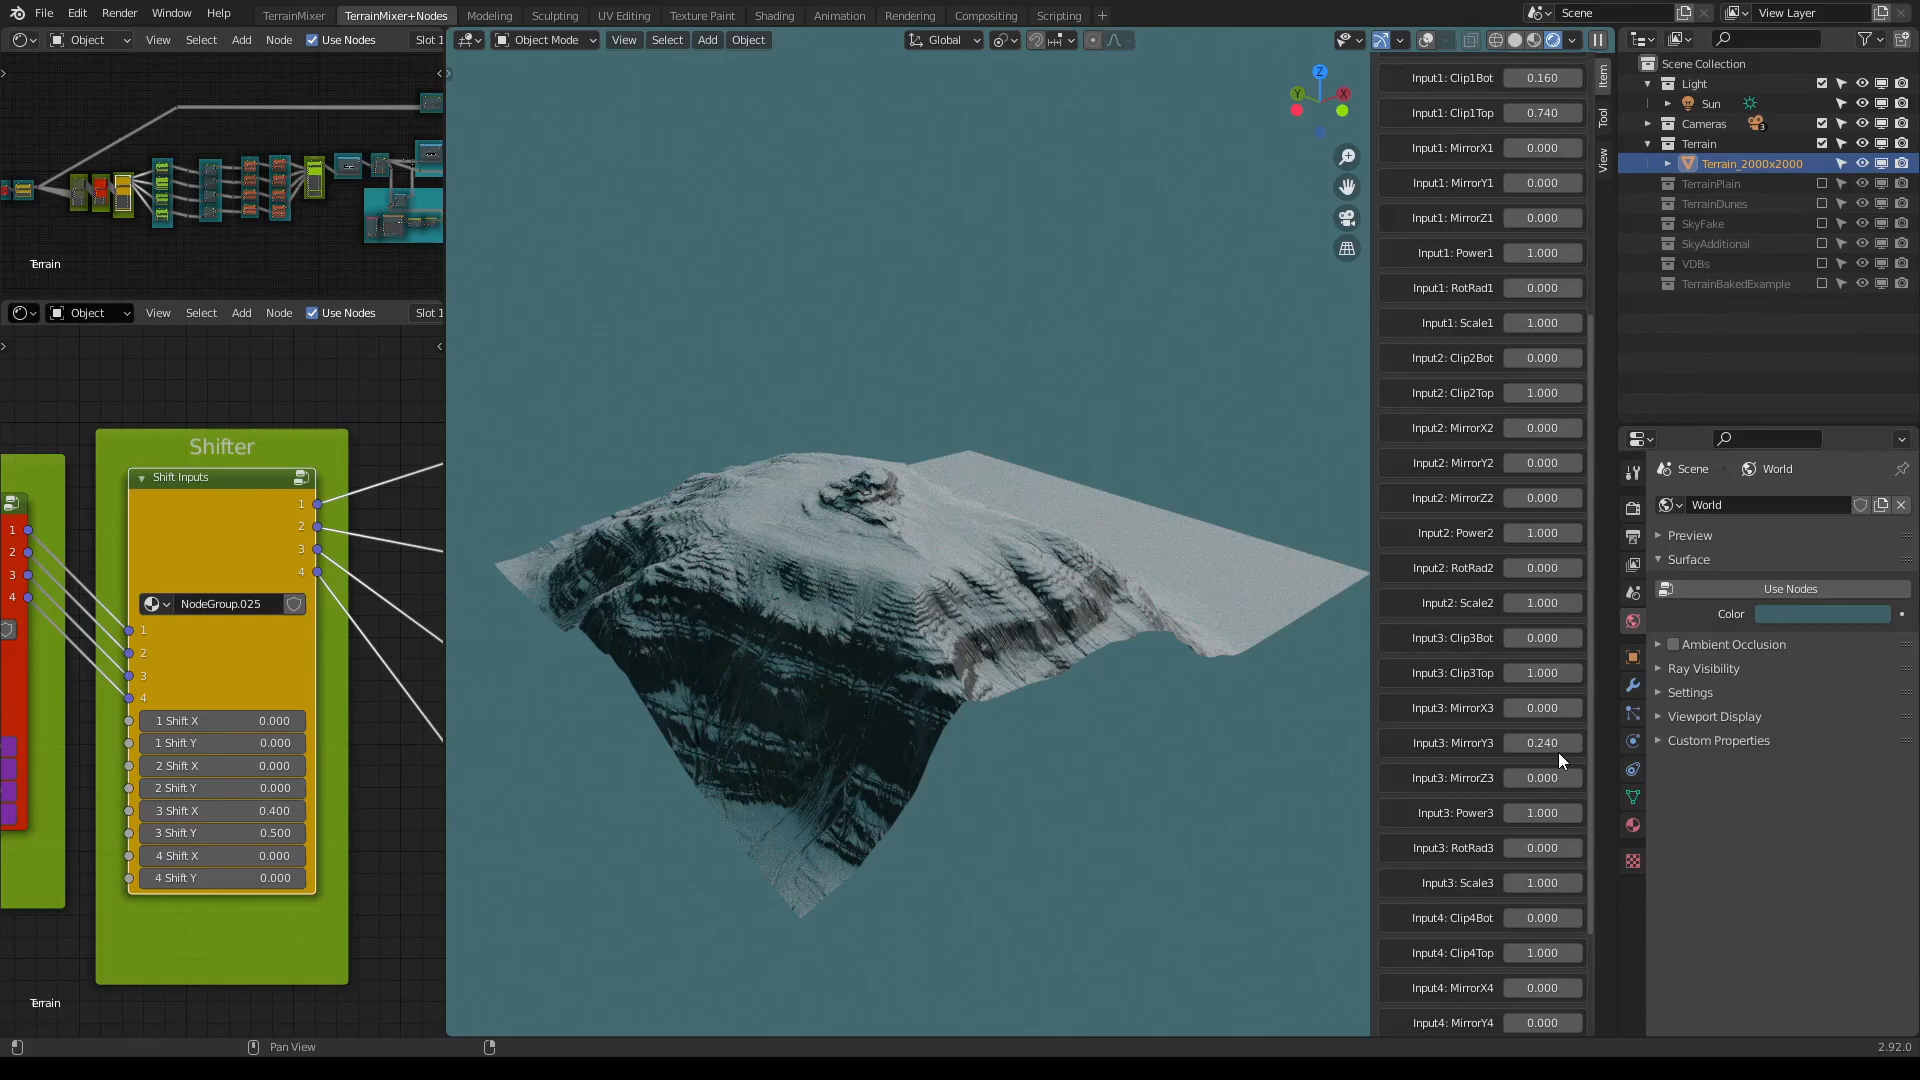 File Edit Render Window Help TerrainMixer TerrainMixer+Nodes Modeling Sculpting UV Editing Texture Paint Shading Animation Rendering Compositing Scripting + Scene View Layer
Object View Select Add Node Use Nodes Slot 1
Object Mode View Select Add Object Global
Terrain
Object View Select Add Node Use Nodes Slot 1
1
2
3
4
Shifter
Shift Inputs
1
2
3
4
NodeGroup.025
1
2
3
4
1 Shift X 0.000
1 Shift Y 0.000
2 Shift X 0.000
2 Shift Y 0.000
3 Shift X 0.400
3 Shift Y 0.500
4 Shift X 0.000
4 Shift Y 0.000
Terrain
Z
Y
X
Input1: Clip1Bot 0.160
Input1: Clip1Top 0.740
Input1: MirrorX1 0.000
Input1: MirrorY1 0.000
Input1: MirrorZ1 0.000
Input1: Power1 1.000
Input1: RotRad1 0.000
Input1: Scale1 1.000
Input2: Clip2Bot 0.000
Input2: Clip2Top 1.000
Input2: MirrorX2 0.000
Input2: MirrorY2 0.000
Input2: MirrorZ2 0.000
Input2: Power2 1.000
Input2: RotRad2 0.000
Input2: Scale2 1.000
Input3: Clip3Bot 0.000
Input3: Clip3Top 1.000
Input3: MirrorX3 0.000
Input3: MirrorY3 0.240
Input3: MirrorZ3 0.000
Input3: Power3 1.000
Input3: RotRad3 0.000
Input3: Scale3 1.000
Input4: Clip4Bot 0.000
Input4: Clip4Top 1.000
Input4: MirrorX4 0.000
Input4: MirrorY4 0.000
Item
Tool
View
Scene Collection
Light
Sun
Cameras 3
Terrain
Terrain_2000x2000
TerrainPlain
TerrainDunes
SkyFake
SkyAdditional
VDBs
TerrainBakedExample
Scene World
World
Preview
Surface
Use Nodes
Color
Ambient Occlusion
Ray Visibility
Settings
Viewport Display
Custom Properties
Pan View
2.92.0